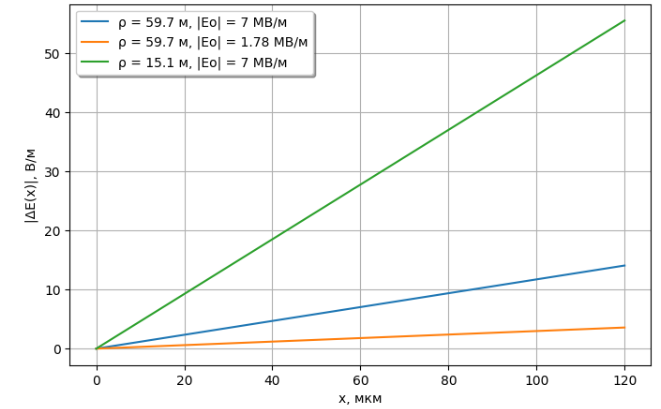 ρ = 59.7 м, |Eo| = 7 МВ/м
ρ = 59.7 м, |Eo| = 1.78 МВ/м
ρ = 15.1 м, |Eo| = 7 МВ/м
|ΔE(x)|, В/м
50
40
30
20
10
0
0 20 40 60 80 100 120
x, мкм